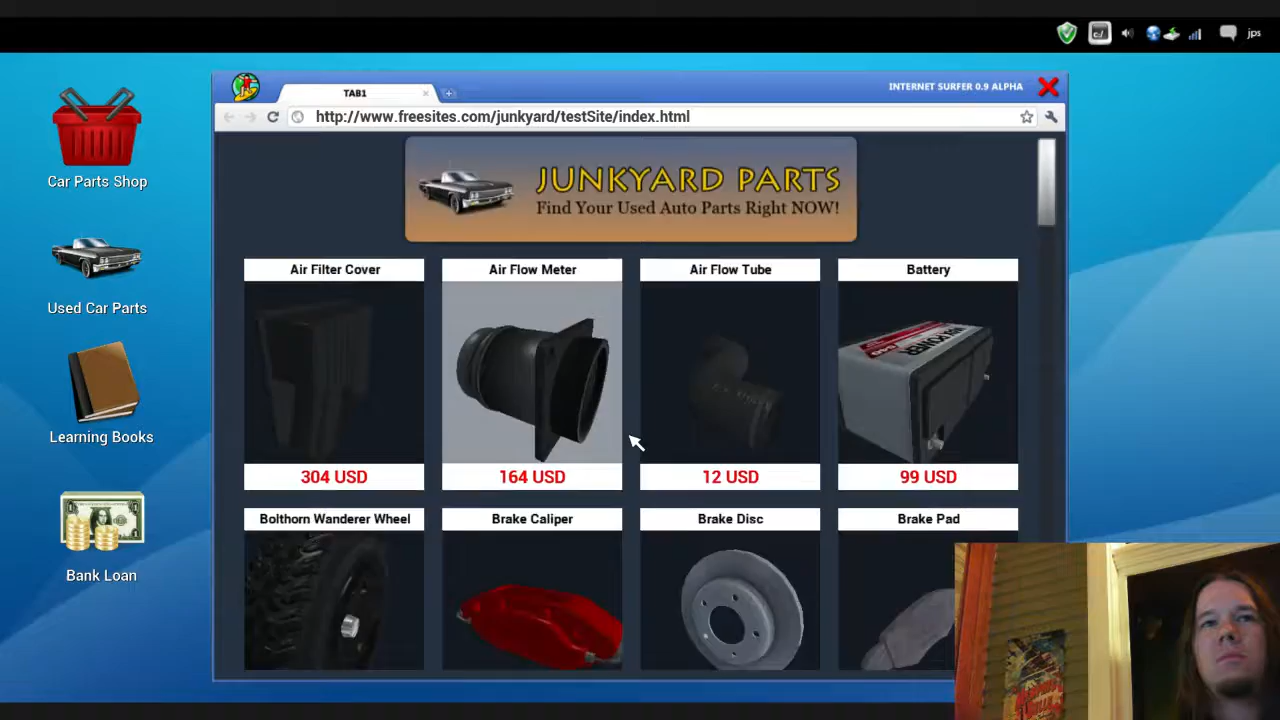 c:/
jps
TAB1
INTERNET SURFER 0.9 ALPHA
http://www.freesites.com/junkyard/testSite/index.html
JUNKYARD PARTS
Find Your Used Auto Parts Right NOW!
Car Parts Shop
Used Car Parts
Learning Books
Bank Loan
Air Filter Cover
Air Flow Meter
Air Flow Tube
Battery
304 USD
164 USD
12 USD
99 USD
Bolthorn Wanderer Wheel
Brake Caliper
Brake Disc
Brake Pad